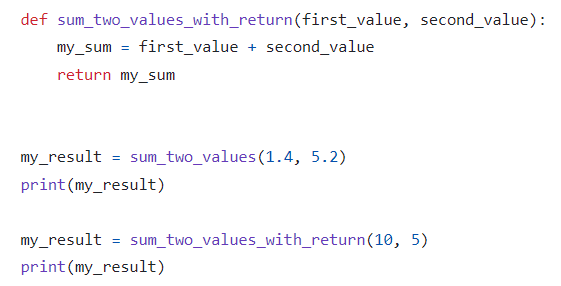 def sum_two_values_with_return(first_value, second_value):
    my_sum = first_value + second_value
    return my_sum
my_result = sum_two_values(1.4, 5.2)
print(my_result)
my_result = sum_two_values_with_return(10, 5)
print(my_result)